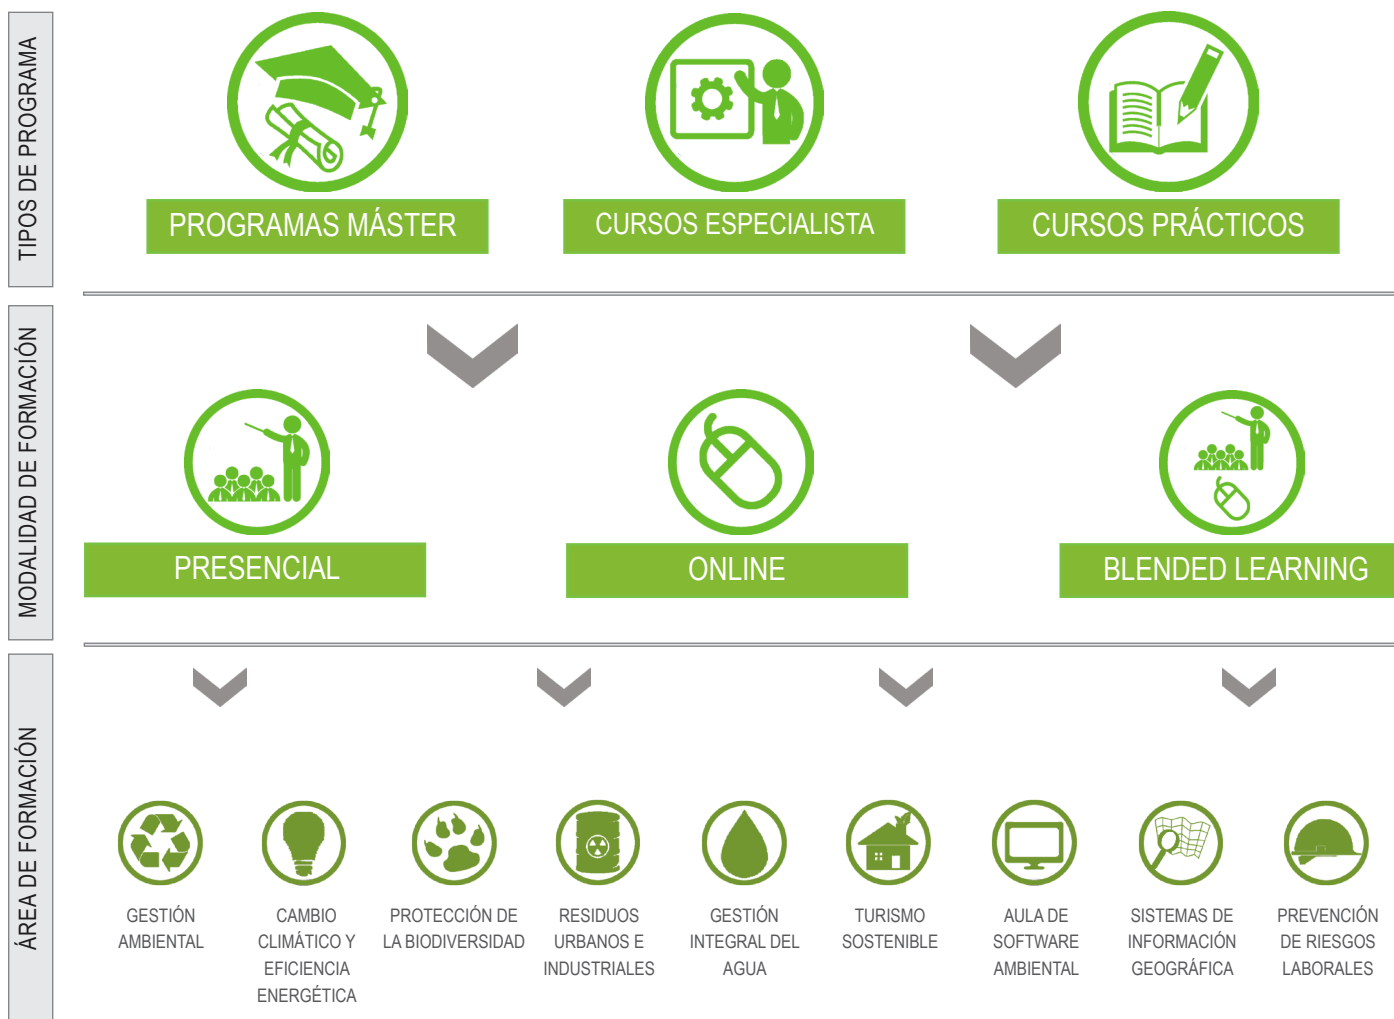 TIPOS DE PROGRAMA
PROGRAMAS MÁSTER
CURSOS ESPECIALISTA
CURSOS PRÁCTICOS
MODALIDAD DE FORMACIÓN
PRESENCIAL
ONLINE
BLENDED LEARNING
ÁREA DE FORMACIÓN
GESTIÓN
AMBIENTAL
CAMBIO
CLIMÁTICO Y
EFICIENCIA
ENERGÉTICA
PROTECCIÓN DE
LA BIODIVERSIDAD
RESIDUOS
URBANOS E
INDUSTRIALES
GESTIÓN
INTEGRAL DEL
AGUA
TURISMO
SOSTENIBLE
AULA DE
SOFTWARE
AMBIENTAL
SISTEMAS DE
INFORMACIÓN
GEOGRÁFICA
PREVENCIÓN
DE RIESGOS
LABORALES